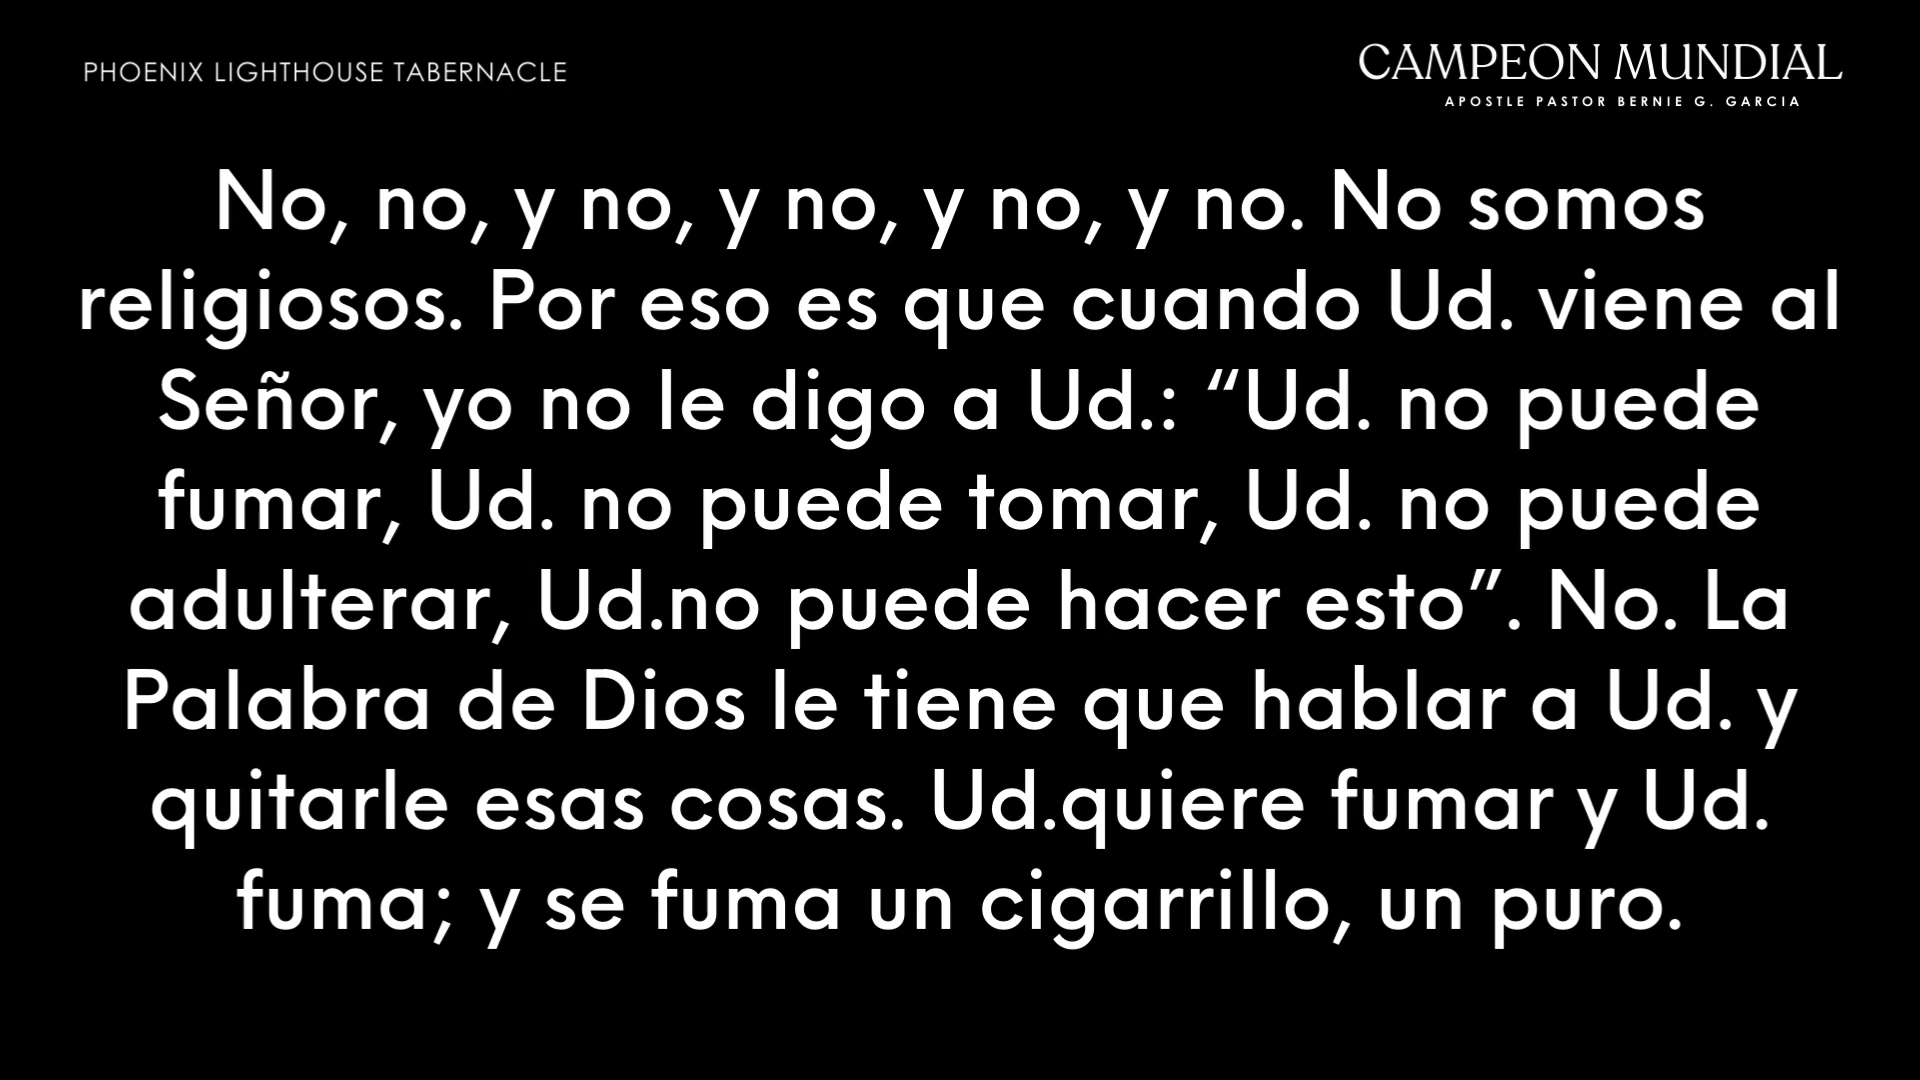 PHOENIX LIGHTHOUSE TABERNACLE
CAMPEON MUNDIAL
APOSTLE PASTOR BERNIE G. GARCIA
No, no, y no, y no, y no, y no. No somos
religiosos. Por eso es que cuando Ud. viene al
Señor, yo no le digo a Ud.: “Ud. no puede
fumar, Ud. no puede tomar, Ud. no puede
adulterar, Ud.no puede hacer esto”. No. La
Palabra de Dios le tiene que hablar a Ud. y
quitarle esas cosas. Ud.quiere fumar y Ud.
fuma; y se fuma un cigarrillo, un puro.